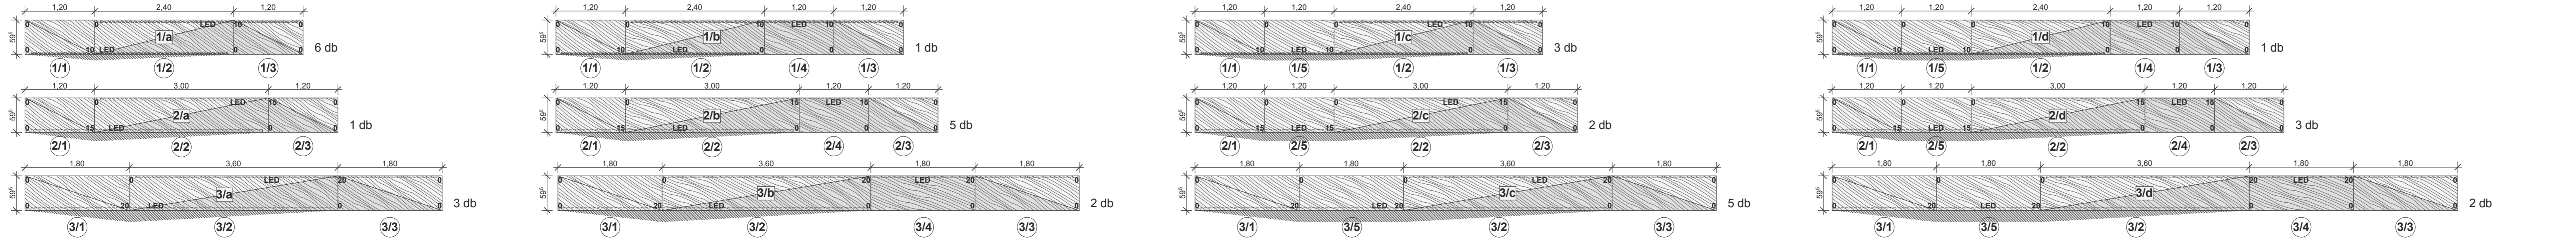 1,20 2,40 1,20
0 0 LED 10 0
59⁵ 1/a 6 db
0 10 LED 0 0
1/1 1/2 1/3
1,20 2,40 1,20 1,20
0 0 10 LED 10 0
59⁵ 1/b 1 db
0 10 LED 0 0 0
1/1 1/2 1/4 1/3
1,20 1,20 2,40 1,20
0 0 0 LED 10 0
59⁵ 1/c 3 db
0 10 LED 10 0 0
1/1 1/5 1/2 1/3
1,20 1,20 2,40 1,20 1,20
0 0 0 10 LED 10 0
59⁵ 1/d 1 db
0 10 LED 10 0 0 0
1/1 1/5 1/2 1/4 1/3
1,20 3,00 1,20
0 0 LED 15 0
59⁵ 2/a 1 db
0 15 LED 0 0
2/1 2/2 2/3
1,20 3,00 1,20 1,20
0 0 15 LED 15 0
59⁵ 2/b 5 db
0 15 LED 0 0 0
2/1 2/2 2/4 2/3
1,20 1,20 3,00 1,20
0 0 0 LED 15 0
59⁵ 2/c 2 db
0 15 LED 15 0 0
2/1 2/5 2/2 2/3
1,20 1,20 3,00 1,20 1,20
0 0 0 15 LED 15 0
59⁵ 2/d 3 db
0 15 LED 15 0 0 0
2/1 2/5 2/2 2/4 2/3
1,80 3,60 1,80
0 0 LED 20 0
59⁵ 3/a 3 db
0 20 LED 0 0
3/1 3/2 3/3
1,80 3,60 1,80 1,80
0 0 20 LED 20 0
59⁵ 3/b 2 db
0 20 LED 0 0 0
3/1 3/2 3/4 3/3
1,80 1,80 3,60 1,80
0 0 0 LED 20 0
59⁵ 3/c 5 db
0 20 LED 20 0 0
3/1 3/5 3/2 3/3
1,80 1,80 3,60 1,80 1,80
0 0 0 20 LED 20 0
59⁵ 3/d 2 db
0 20 LED 20 0 0 0
3/1 3/5 3/2 3/4 3/3